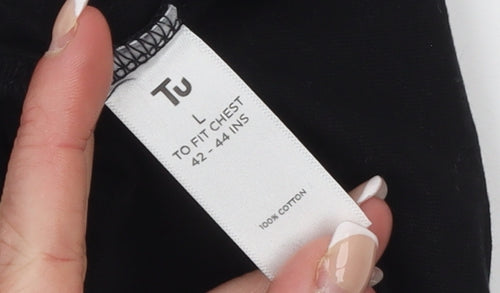 Tu
L
TO FIT CHEST
42 - 44 INS
100% COTTON